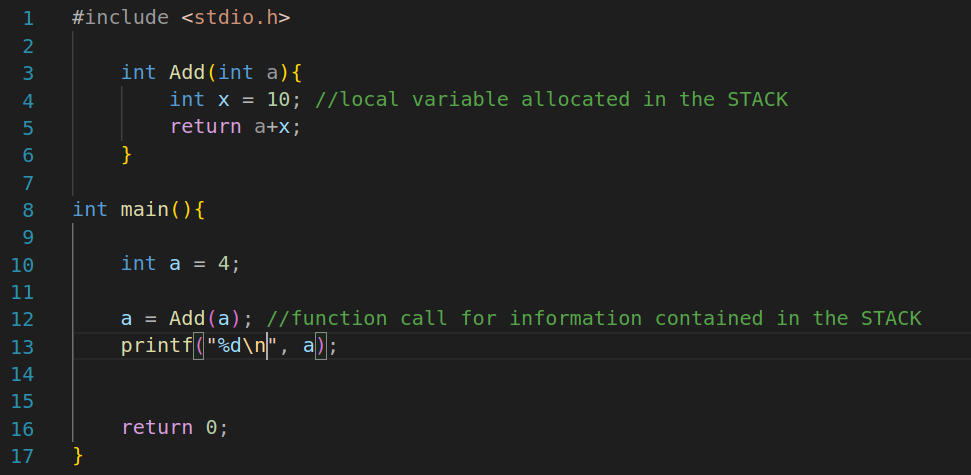 1 #include <stdio.h>
2
3     int Add(int a){
4         int x = 10; //local variable allocated in the STACK
5         return a+x;
6     }
7
8 int main(){
9
10     int a = 4;
11
12     a = Add(a); //function call for information contained in the STACK
13     printf("%d\n", a);
14
15
16     return 0;
17 }